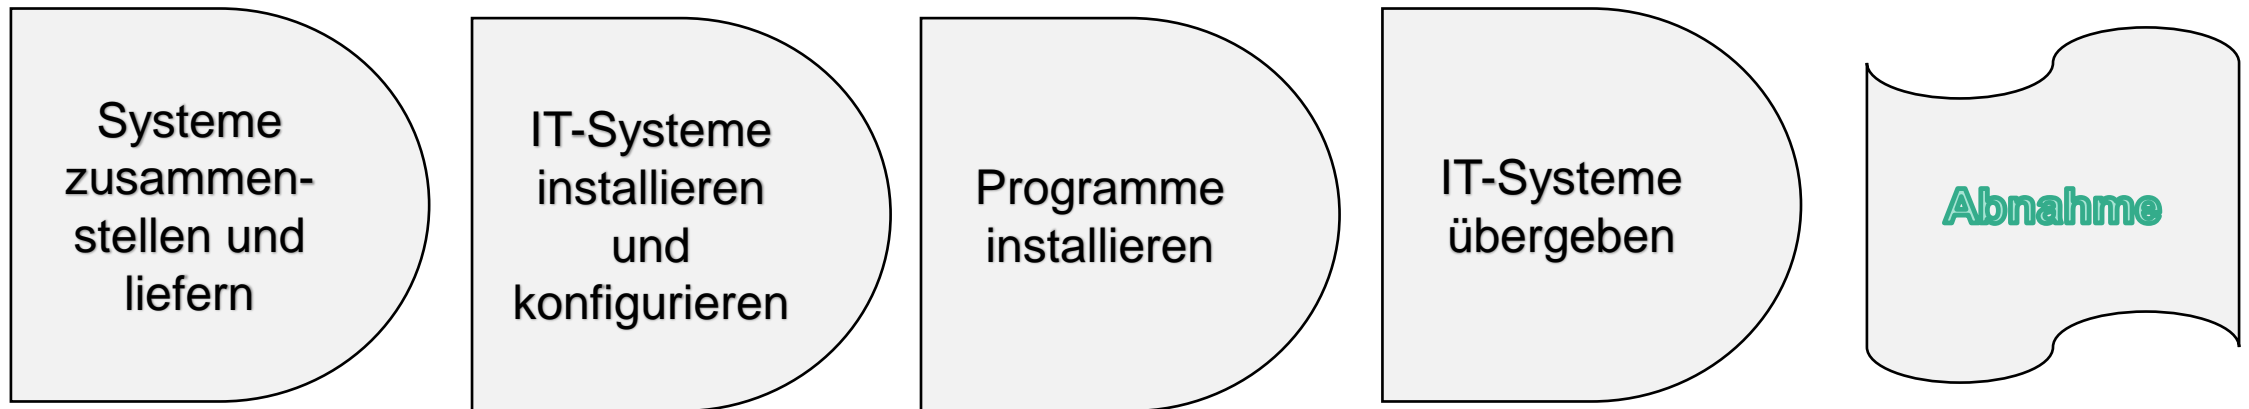 Systeme
zusammen-
stellen und
liefern
IT-Systeme
installieren
und
konfigurieren
Programme
installieren
IT-Systeme
übergeben
Abnahme